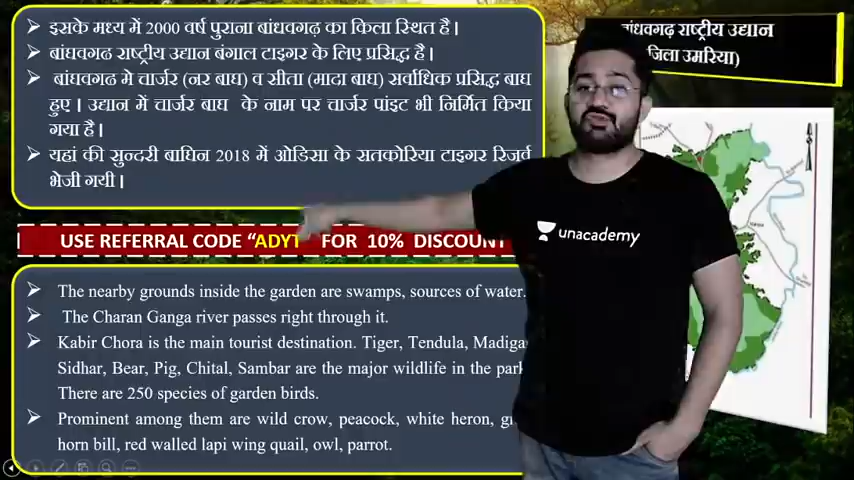 इसके मध्य में 2000 वर्ष पुराना बांधवगढ़ का किला स्थित है।
बांधवगढ राष्ट्रीय उद्यान बंगाल टाइगर के लिए प्रसिद्ध है।
बांधवगढ मे चार्जर (नर बाघ) व सीता (मादा बाघ) सर्वाधिक प्रसिद्ध बाघ
हुए। उद्यान में चार्जर बाघ के नाम पर चार्जर पांइट भी निर्मित किया
गया है।
यहां की सुन्दरी बाघिन 2018 में ओडिसा के सतकोरिया टाइगर रिजर्व
भेजी गयी।
बांधवगढ़ राष्ट्रीय उद्यान
जिला उमरिया)
unacademy
USE REFERRAL CODE “ADYT FOR 10% DISCOUNT
The nearby grounds inside the garden are swamps, sources of water.
The Charan Ganga river passes right through it.
Kabir Chora is the main tourist destination. Tiger, Tendula, Madiga
Sidhar, Bear, Pig, Chital, Sambar are the major wildlife in the park
There are 250 species of garden birds.
Prominent among them are wild crow, peacock, white heron, g
horn bill, red walled lapi wing quail, owl, parrot.